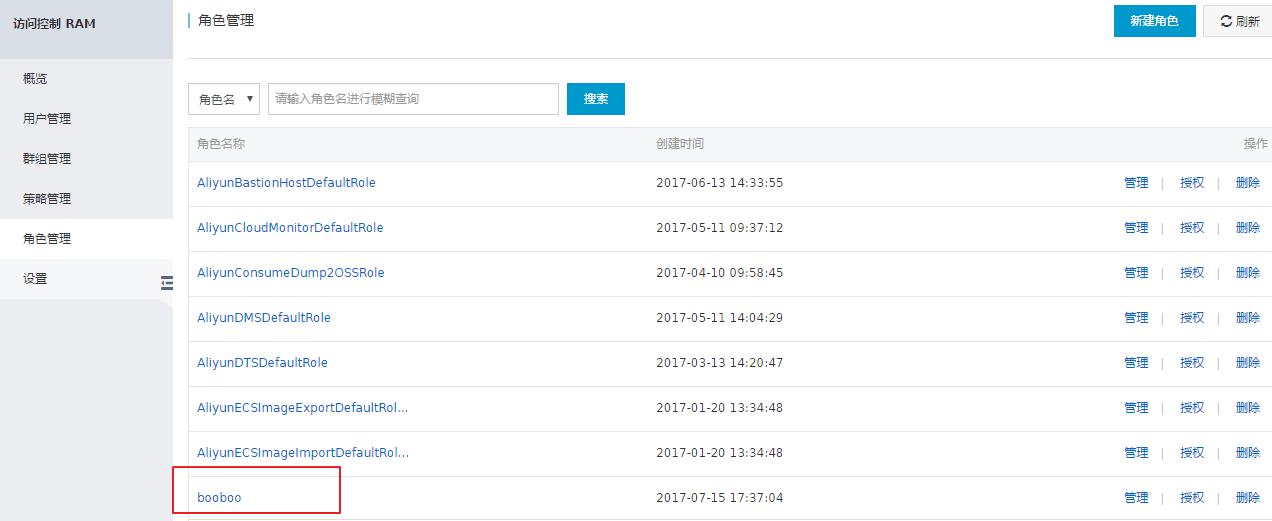 访问控制 RAM
概览
用户管理
群组管理
策略管理
角色管理
设置
角色管理
新建角色
刷新
角色名
请输入角色名进行模糊查询
搜索
角色名称 创建时间 操作
AliyunBastionHostDefaultRole 2017-06-13 14:33:55 管理 | 授权 | 删除
AliyunCloudMonitorDefaultRole 2017-05-11 09:37:12 管理 | 授权 | 删除
AliyunConsumeDump2OSSRole 2017-04-10 09:58:45 管理 | 授权 | 删除
AliyunDMSDefaultRole 2017-05-11 14:04:29 管理 | 授权 | 删除
AliyunDTSDefaultRole 2017-03-13 14:20:47 管理 | 授权 | 删除
AliyunECSImageExportDefaultRol... 2017-01-20 13:34:48 管理 | 授权 | 删除
AliyunECSImageImportDefaultRol... 2017-01-20 13:34:48 管理 | 授权 | 删除
booboo 2017-07-15 17:37:04 管理 | 授权 | 删除